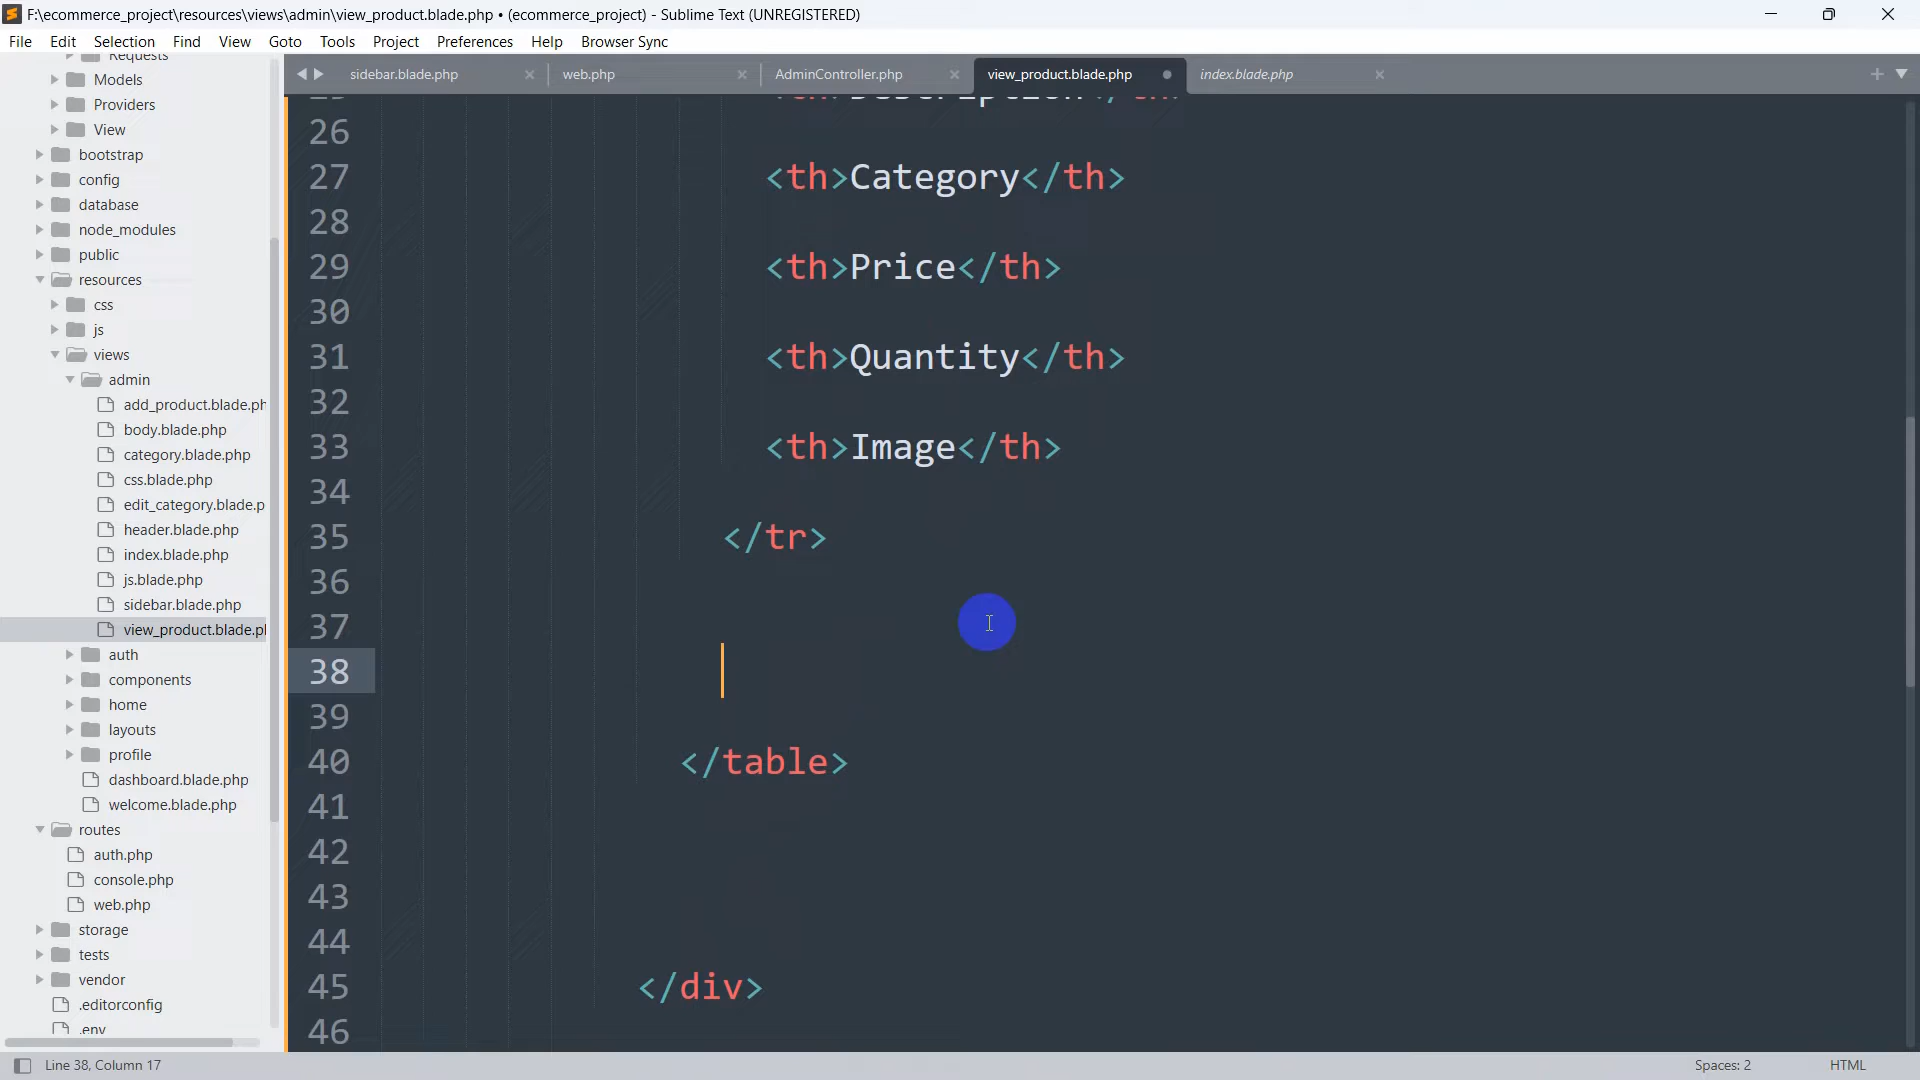 F:\ecommerce_project\resources\views\admin\view_product.blade.php • (ecommerce_project) - Sublime Text (UNREGISTERED)
File Edit Selection Find View Goto Tools Project Preferences Help Browser Sync
sidebar.blade.php web.php AdminController.php view_product.blade.php index.blade.php
Requests
Models
Providers
View
bootstrap
config
database
node_modules
public
resources
css
js
views
admin
add_product.blade.ph
body.blade.php
category.blade.php
css.blade.php
edit_category.blade.p
header.blade.php
index.blade.php
js.blade.php
sidebar.blade.php
view_product.blade.pl
auth
components
home
layouts
profile
dashboard.blade.php
welcome.blade.php
routes
auth.php
console.php
web.php
storage
tests
vendor
.editorconfig
.env
25 <th>Description</th>
26
27 <th>Category</th>
28
29 <th>Price</th>
30
31 <th>Quantity</th>
32
33 <th>Image</th>
34
35 </tr>
36
37
38
39
40 </table>
41
42
43
44
45 </div>
46
Line 38, Column 17 Spaces: 2 HTML